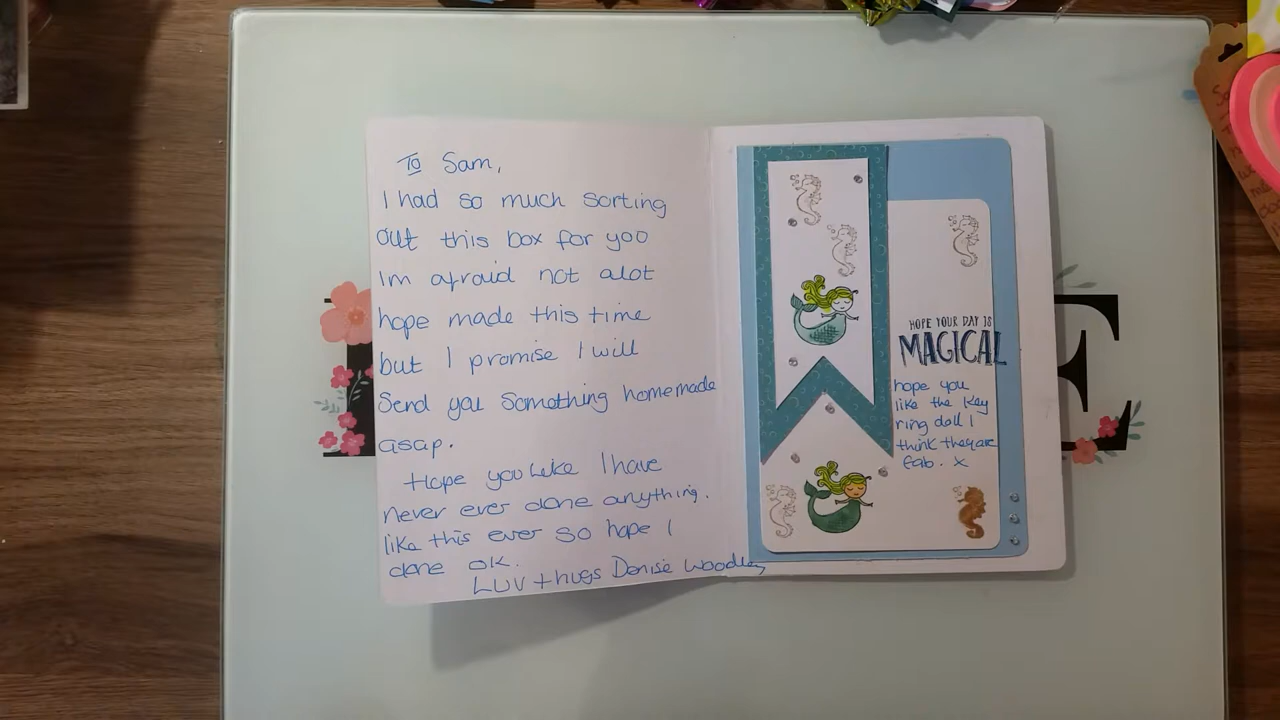 To Sam,
I had so much sorting
out this box for yoo
Im afraid not alot
hope made this time
but I promise I will
Send you something homemade
asap.
Hope you like I have
never ever done anything.
like this ever so hope I
done ok.
LUV + hugs Denise Woodley
HOPE YOUR DAY IS
MAGICAL
hope you
like the key
ring doll I
think they are
fab. x
E